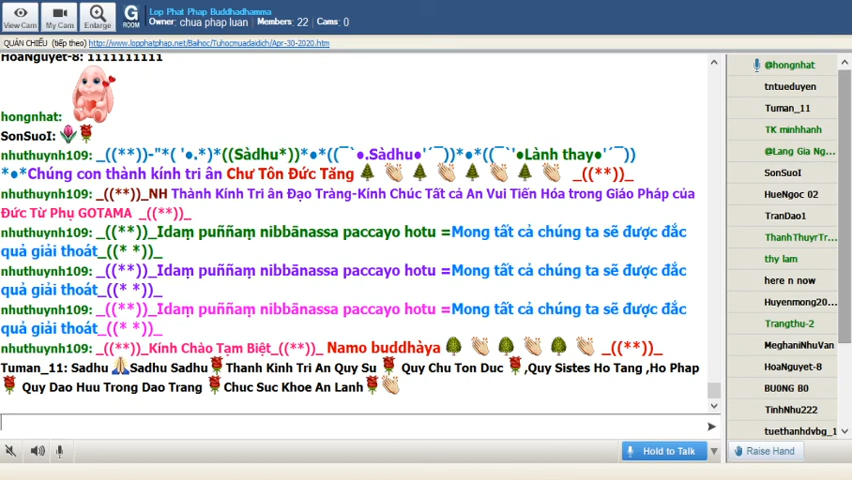 View Cam
My Cam
Enlarge
G
ROOM
Lop Phat Phap Buddhadhamma
Owner: chua phap luan Members: 22 Cams: 0
QUÁN CHIẾU (tiếp theo) http://www.lopphatphap.net/Baihoc/Tuhocmuadaidich/Apr-30-2020.htm
HoaNguyet-8: 1111111111
hongnhat:
SonSuoI:
nhuthuynh109: _((**))-"*( '●.*)*((Sàdhu*))*●*((¯`●.Sàdhu●'´¯))*●*((¯`'●Lành thay●'´¯))
*●*Chúng con thành kính tri ân Chư Tôn Đức Tăng _((**))_
nhuthuynh109: _((**))_NH Thành Kính Tri ân Đạo Tràng-Kính Chúc Tất cả An Vui Tiến Hóa trong Giáo Pháp của
Đức Từ Phụ GOTAMA _((**))_
nhuthuynh109: _((**))_Idaṃ puññaṃ nibbānassa paccayo hotu =Mong tất cả chúng ta sẽ được đắc
quả giải thoát_((* *))_
nhuthuynh109: _((**))_Idaṃ puññaṃ nibbānassa paccayo hotu =Mong tất cả chúng ta sẽ được đắc
quả giải thoát_((* *))_
nhuthuynh109: _((**))_Idaṃ puññaṃ nibbānassa paccayo hotu =Mong tất cả chúng ta sẽ được đắc
quả giải thoát_((* *))_
nhuthuynh109: _((**))_Kính Chào Tạm Biệt_((**))_ Namo buddhàya _((**))_
Tuman_11: Sadhu Sadhu Sadhu Thanh Kinh Tri An Quy Su Quy Chu Ton Duc ,Quy Sistes Ho Tang ,Ho Phap
Quy Dao Huu Trong Dao Trang Chuc Suc Khoe An Lanh
@hongnhat
tntueduyen
Tuman_11
TK minhhanh
@Lang Gia Ng...
SonSuoI
HueNgoc 02
TranDao1
ThanhThuyrTr...
thy lam
here n now
Huyenmong20...
Trangthu-2
MeghaniNhuVan
HoaNguyet-8
BU0NG B0
TinhNhu222
tuethanhdvbg_1
Hold to Talk
Raise Hand